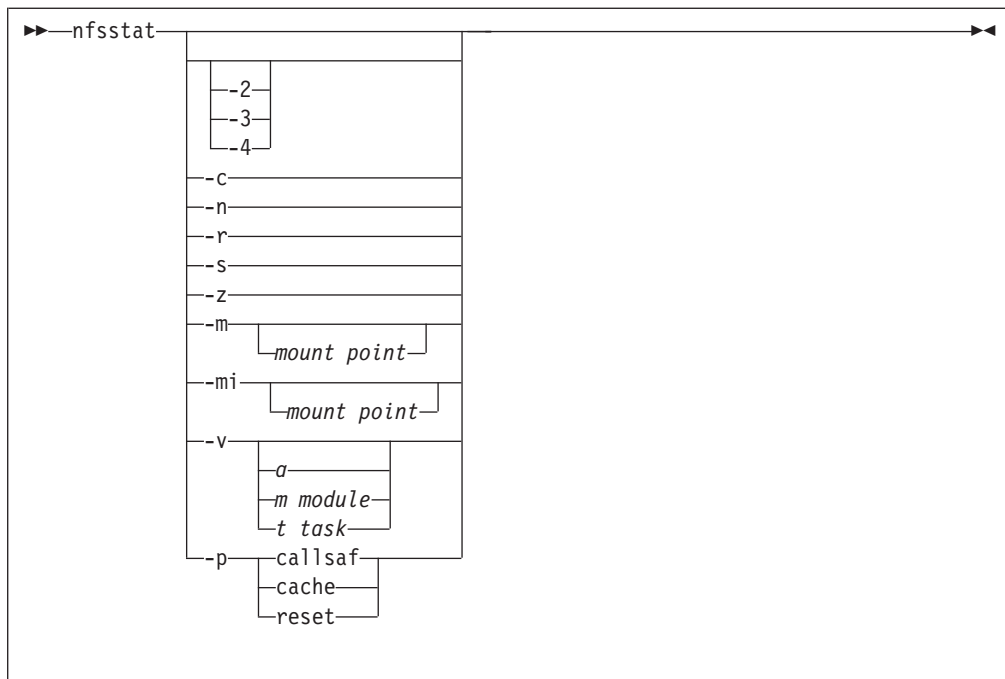 nfsstat
-2
-3
-4
-c
-n
-r
-s
-z
-m
mount point
-mi
mount point
-v
a
m module
t task
-p callsaf
cache
reset